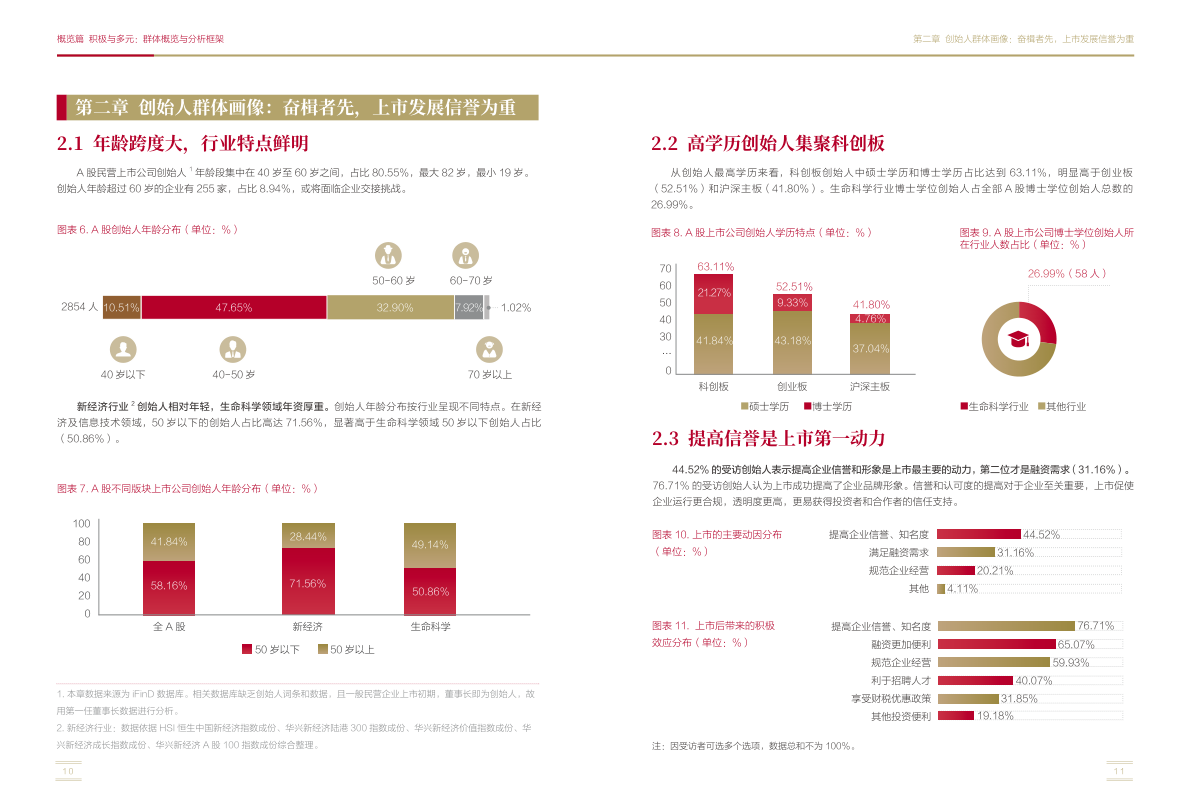 概览篇 积极与多元：群体概览与分析框架
第二章 创始人群体画像：奋楫者先，上市发展信誉为重
第二章 创始人群体画像：奋楫者先，上市发展信誉为重
2.1 年龄跨度大，行业特点鲜明
A 股民营上市公司创始人 1 年龄段集中在 40 岁至 60 岁之间，占比 80.55%，最大 82 岁，最小 19 岁。
创始人年龄超过 60 岁的企业有 255 家，占比 8.94%，或将面临企业交接挑战。
图表 6. A 股创始人年龄分布（单位：%）
50-60 岁
60-70 岁
2854 人
10.51%
47.65%
32.90%
7.92%
1.02%
40 岁以下
40-50 岁
70 岁以上
新经济行业 2 创始人相对年轻，生命科学领域年资厚重。创始人年龄分布按行业呈现不同特点。在新经
济及信息技术领域，50 岁以下的创始人占比高达 71.56%，显著高于生命科学领域 50 岁以下创始人占比
（50.86%）。
图表 7. A 股不同版块上市公司创始人年龄分布（单位：%）
100
80
60
40
20
0
41.84%
58.16%
28.44%
71.56%
49.14%
50.86%
全 A 股
新经济
生命科学
50 岁以下
50 岁以上
1. 本章数据来源为 iFinD 数据库。相关数据库缺乏创始人词条和数据，且一般民营企业上市初期，董事长即为创始人，故
用第一任董事长数据进行分析。
2. 新经济行业：数据依据 HSI 恒生中国新经济指数成份、华兴新经济陆港 300 指数成份、华兴新经济价值指数成份、华
兴新经济成长指数成份、华兴新经济 A 股 100 指数成份综合整理。
10
2.2 高学历创始人集聚科创板
从创始人最高学历来看，科创板创始人中硕士学历和博士学历占比达到 63.11%，明显高于创业板
（52.51%）和沪深主板（41.80%）。生命科学行业博士学位创始人占全部 A 股博士学位创始人总数的
26.99%。
图表 8. A 股上市公司创始人学历特点（单位：%）
70
60
50
40
30
...
0
63.11%
21.27%
41.84%
52.51%
9.33%
43.18%
41.80%
4.76%
37.04%
科创板
创业板
沪深主板
硕士学历
博士学历
图表 9. A 股上市公司博士学位创始人所
在行业人数占比（单位：%）
26.99%（58 人）
生命科学行业
其他行业
2.3 提高信誉是上市第一动力
44.52% 的受访创始人表示提高企业信誉和形象是上市最主要的动力，第二位才是融资需求（31.16%）。
76.71% 的受访创始人认为上市成功提高了企业品牌形象。信誉和认可度的提高对于企业至关重要，上市促使
企业运行更合规，透明度更高，更易获得投资者和合作者的信任支持。
图表 10. 上市的主要动因分布
（单位：%）
提高企业信誉、知名度 44.52%
满足融资需求 31.16%
规范企业经营 20.21%
其他 4.11%
图表 11. 上市后带来的积极
效应分布（单位：%）
提高企业信誉、知名度 76.71%
融资更加便利 65.07%
规范企业经营 59.93%
利于招聘人才 40.07%
享受财税优惠政策 31.85%
其他投资便利 19.18%
注：因受访者可选多个选项，数据总和不为 100%。
11